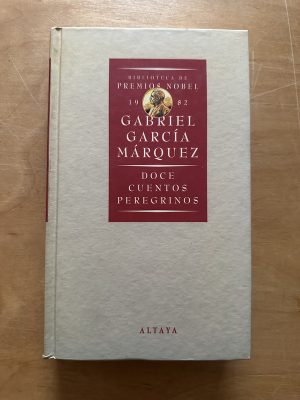 BIBLIOTECA DE
PREMIOS NOBEL
19 82
GABRIEL
GARCÍA
MÁRQUEZ
DOCE
CUENTOS
PEREGRINOS
ALTAYA